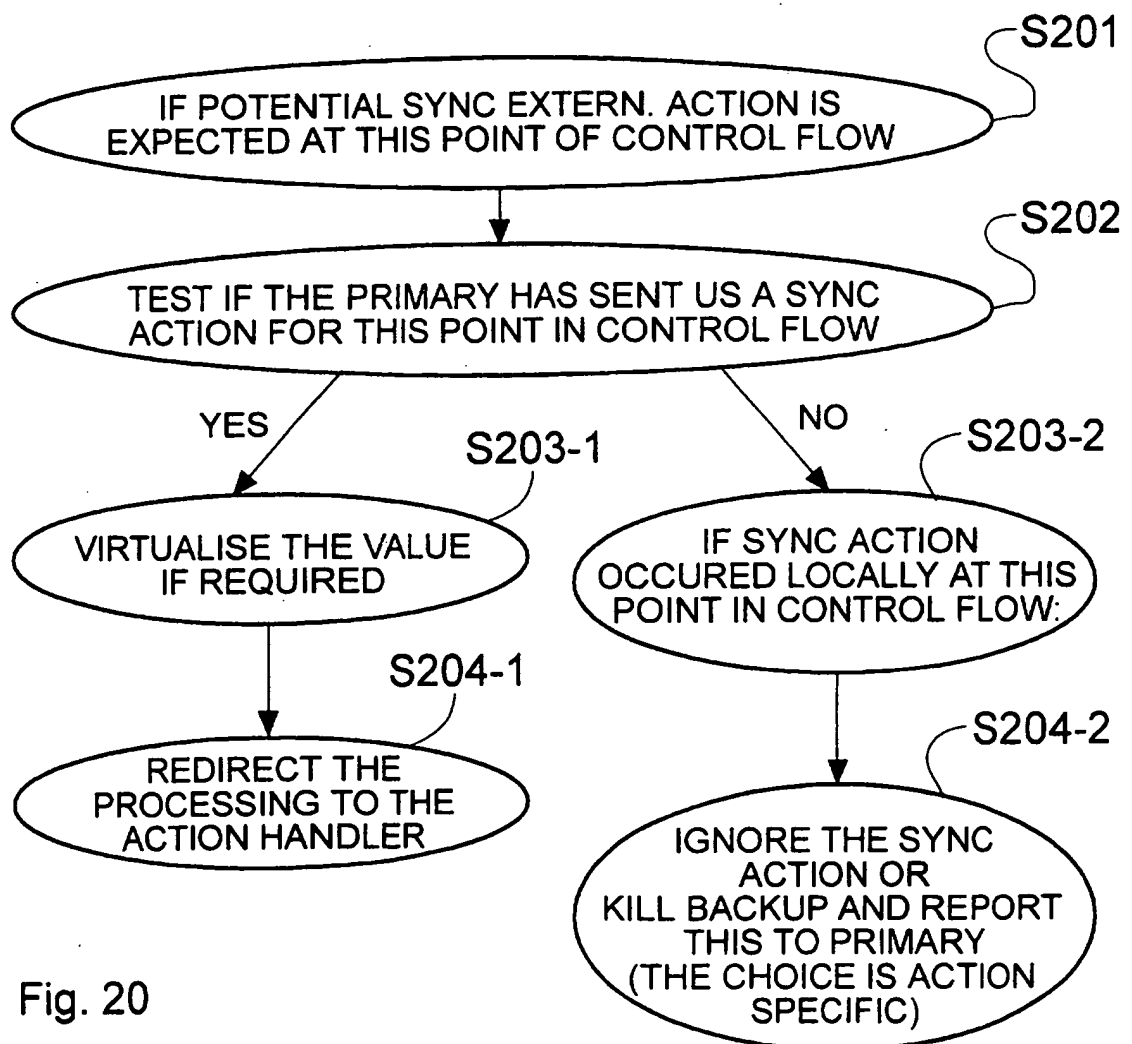 S201
IF POTENTIAL SYNC EXTERN. ACTION IS
EXPECTED AT THIS POINT OF CONTROL FLOW
S202
TEST IF THE PRIMARY HAS SENT US A SYNC
ACTION FOR THIS POINT IN CONTROL FLOW
YES
NO
S203-1
S203-2
VIRTUALISE THE VALUE
IF REQUIRED
IF SYNC ACTION
OCCURED LOCALLY AT THIS
POINT IN CONTROL FLOW:
S204-1
S204-2
REDIRECT THE
PROCESSING TO THE
ACTION HANDLER
IGNORE THE SYNC
ACTION OR
KILL BACKUP AND REPORT
THIS TO PRIMARY
(THE CHOICE IS ACTION
SPECIFIC)
Fig. 20